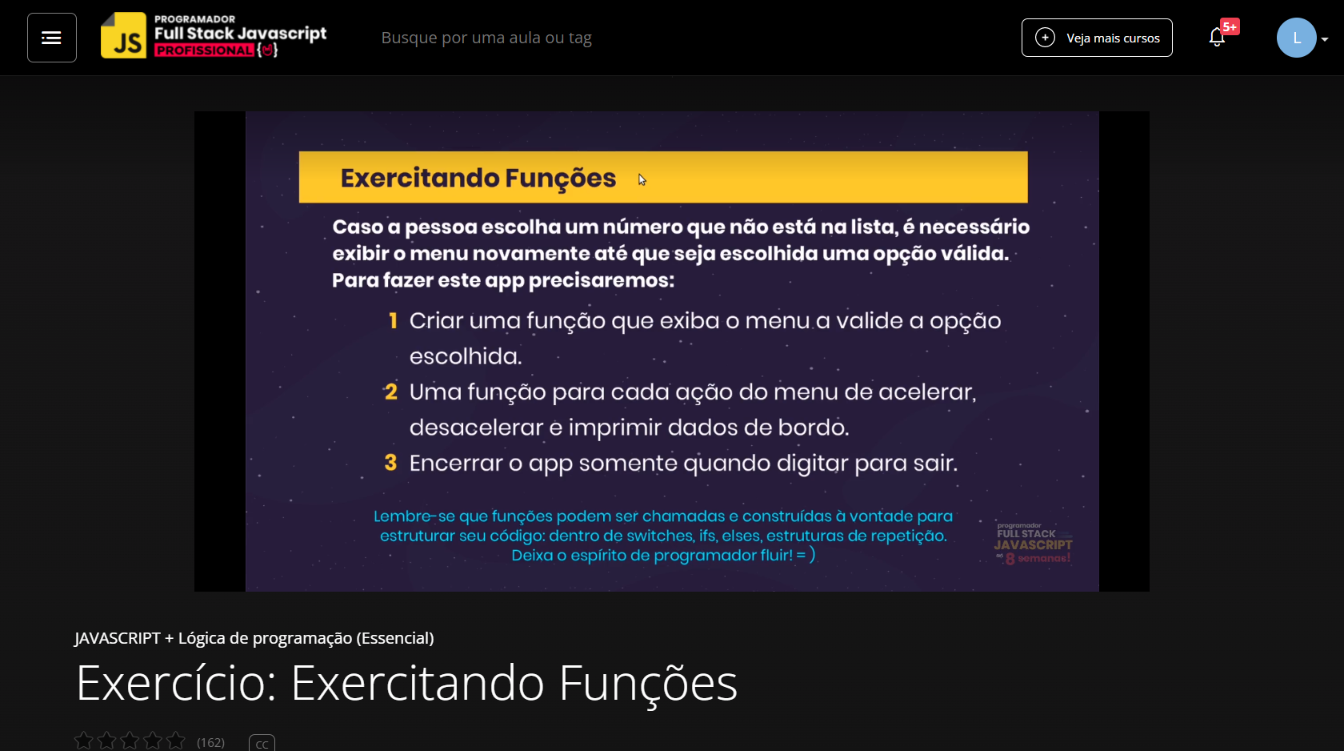 JS
PROGRAMADOR
Full Stack Javascript
PROFISSIONAL { }
Busque por uma aula ou tag
Veja mais cursos
5+
L
Exercitando Funções
Caso a pessoa escolha um número que não está na lista, é necessário
exibir o menu novamente até que seja escolhida uma opção válida.
Para fazer este app precisaremos:
1 Criar uma função que exiba o menu a valide a opção
escolhida.
2 Uma função para cada ação do menu de acelerar,
desacelerar e imprimir dados de bordo.
3 Encerrar o app somente quando digitar para sair.
Lembre-se que funções podem ser chamadas e construídas à vontade para
estruturar seu código: dentro de switches, ifs, elses, estruturas de repetição.
Deixa o espírito de programador fluir! = )
programador
FULL STACK
JAVASCRIPT
8 semanas!
JAVASCRIPT + Lógica de programação (Essencial)
Exercício: Exercitando Funções
(162)
CC